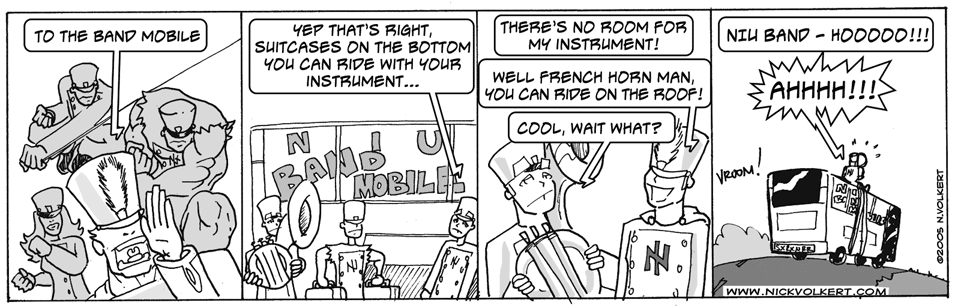 TO THE BAND MOBILE
YEP THAT'S RIGHT,
SUITCASES ON THE BOTTOM
YOU CAN RIDE WITH YOUR
INSTRUMENT...
N I U
BAND
MOBILE
THERE'S NO ROOM FOR
MY INSTRUMENT!
WELL FRENCH HORN MAN,
YOU CAN RIDE ON THE ROOF!
COOL, WAIT WHAT?
NIU BAND - HOOOOO!!!
AHHHH!!!
VROOM!
©2005 N.VOLKERT
WWW.NICKVOLKERT.COM